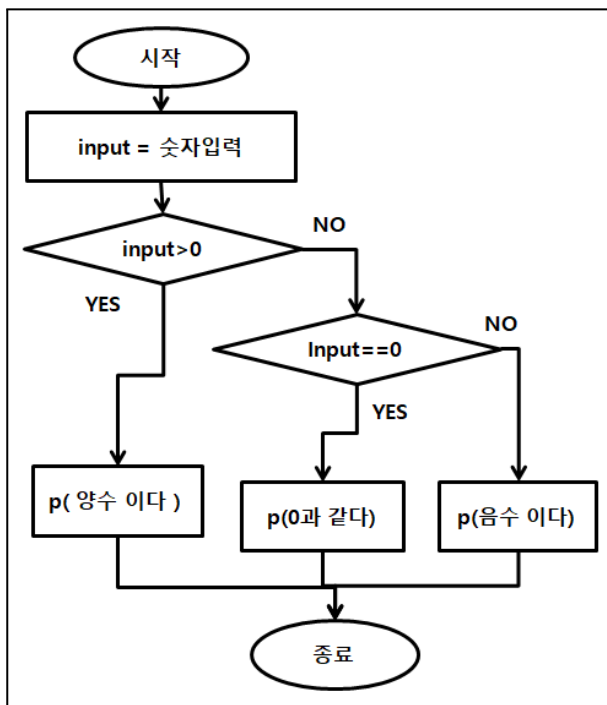 시작
input = 숫자입력
input>0
NO
YES
Input==0
NO
YES
p( 양수 이다 )
p(0과 같다)
p(음수 이다)
종료